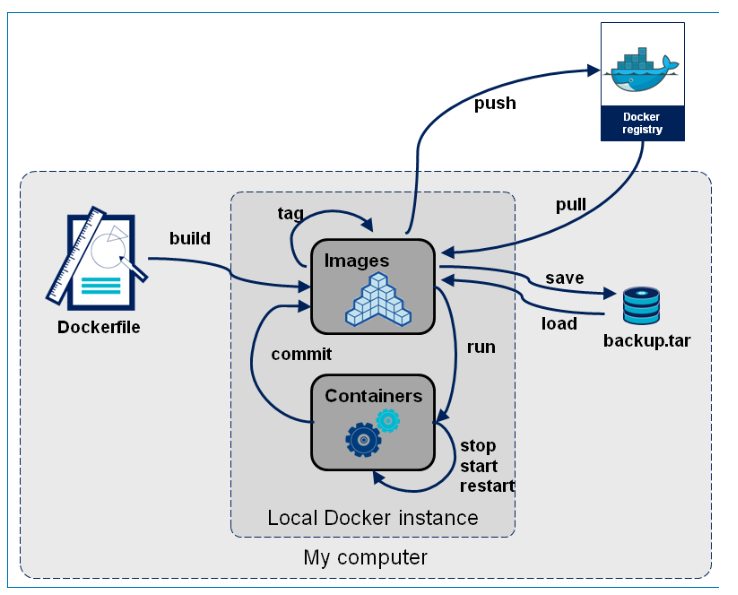 Docker
registry
push
pull
tag
build
Images
save
Dockerfile
load
backup.tar
commit
run
Containers
stop
start
restart
Local Docker instance
My computer